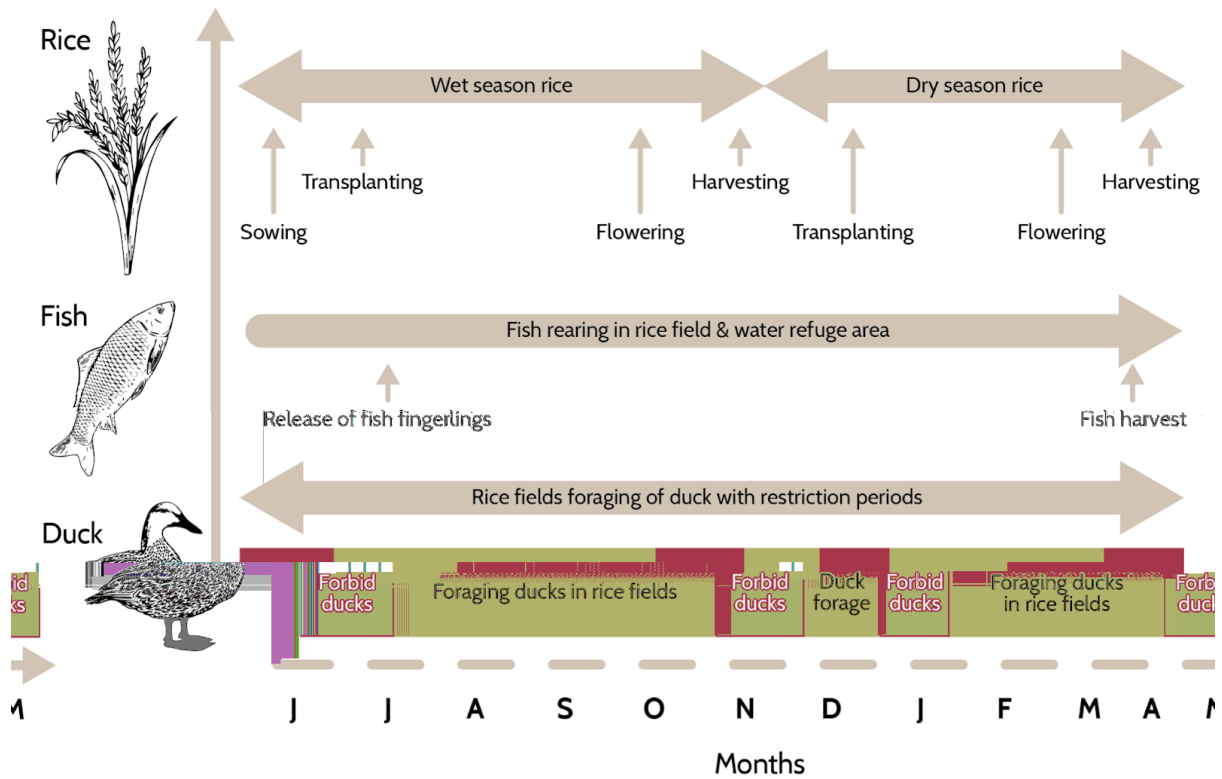 Rice
Wet season rice
Dry season rice
Transplanting
Harvesting
Harvesting
Sowing
Flowering
Transplanting
Flowering
Fish
Fish rearing in rice field & water refuge area
Release of fish fingerlings
Fish harvest
Rice fields foraging of duck with restriction periods
Duck
Forbid
ducks
Foraging ducks in rice fields
Forbid
ducks
Duck
forage
Forbid
ducks
Foraging ducks
in rice fields
J J A S O N D J F M A
Months